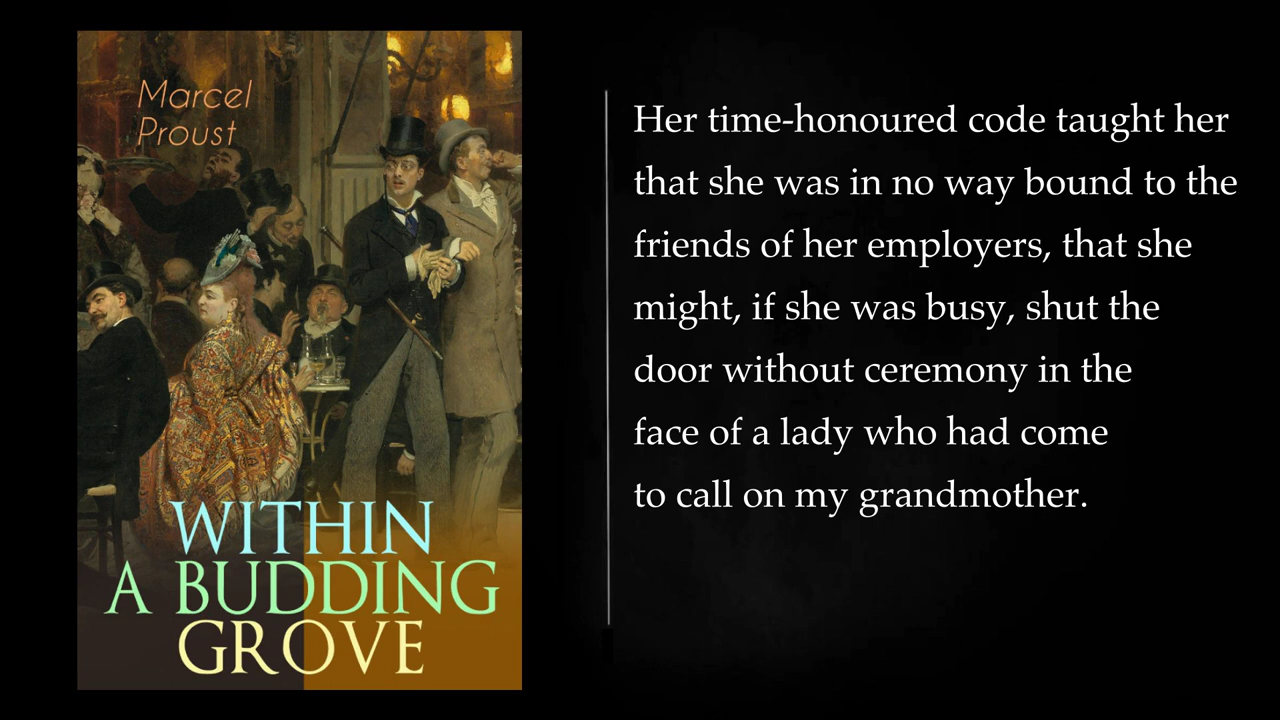 Marcel
Proust
WITHIN
A BUDDING
GROVE
Her time-honoured code taught her
that she was in no way bound to the
friends of her employers, that she
might, if she was busy, shut the
door without ceremony in the
face of a lady who had come
to call on my grandmother.